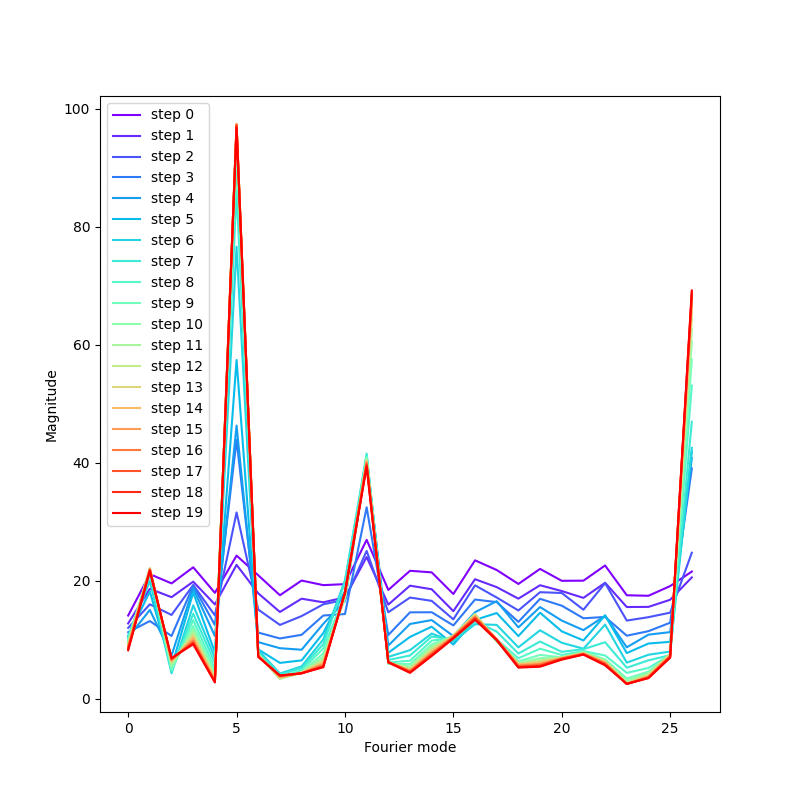 100
80
60
40
20
0
Magnitude
step 0
step 1
step 2
step 3
step 4
step 5
step 6
step 7
step 8
step 9
step 10
step 11
step 12
step 13
step 14
step 15
step 16
step 17
step 18
step 19
0 5 10 15 20 25
Fourier mode